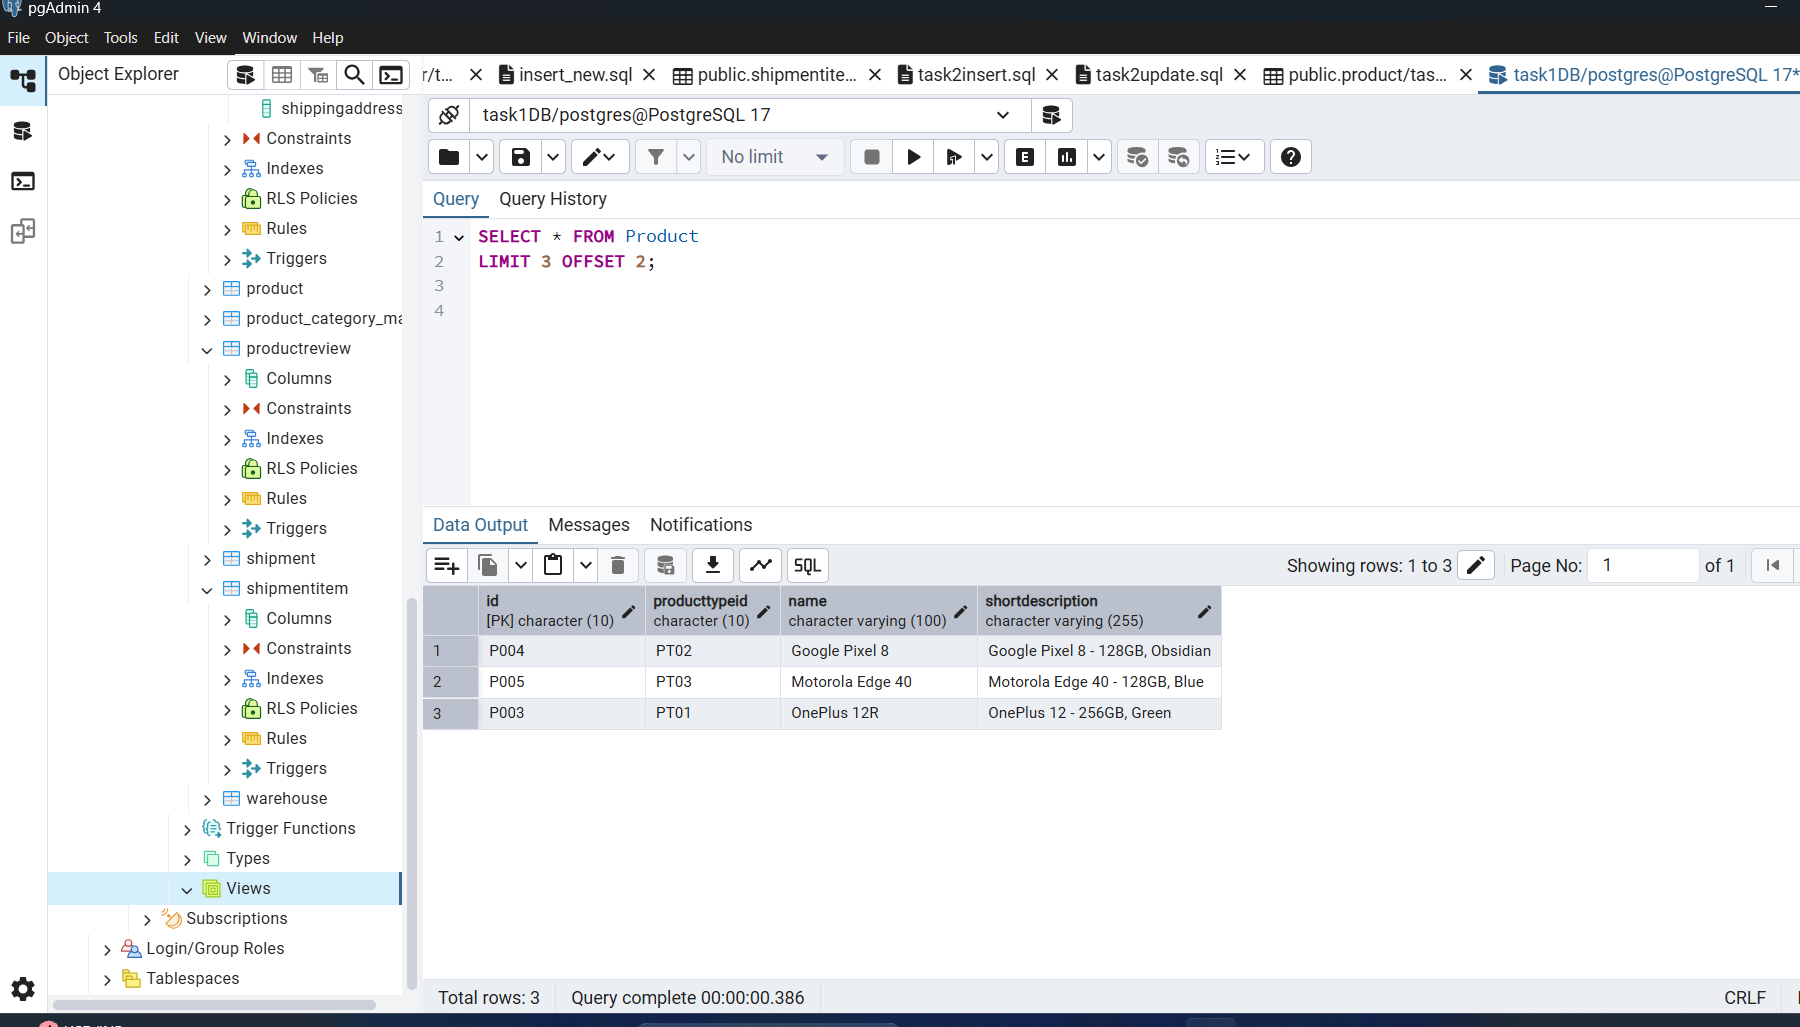 pgAdmin 4
File Object Tools Edit View Window Help
Object Explorer
r/t... insert_new.sql public.shipmentite... task2insert.sql task2update.sql public.product/tas... task1DB/postgres@PostgreSQL 17*
shippingaddress
Constraints
Indexes
RLS Policies
Rules
Triggers
product
product_category_ma
productreview
Columns
Constraints
Indexes
RLS Policies
Rules
Triggers
shipment
shipmentitem
Columns
Constraints
Indexes
RLS Policies
Rules
Triggers
warehouse
Trigger Functions
Types
Views
Subscriptions
Login/Group Roles
Tablespaces
task1DB/postgres@PostgreSQL 17
No limit E
Query Query History
1 SELECT * FROM Product
2 LIMIT 3 OFFSET 2;
3
4
Data Output Messages Notifications
SQL Showing rows: 1 to 3 Page No: 1 of 1
id producttypeid name shortdescription
[PK] character (10) character (10) character varying (100) character varying (255)
1 P004 PT02 Google Pixel 8 Google Pixel 8 - 128GB, Obsidian
2 P005 PT03 Motorola Edge 40 Motorola Edge 40 - 128GB, Blue
3 P003 PT01 OnePlus 12R OnePlus 12 - 256GB, Green
Total rows: 3 Query complete 00:00:00.386 CRLF